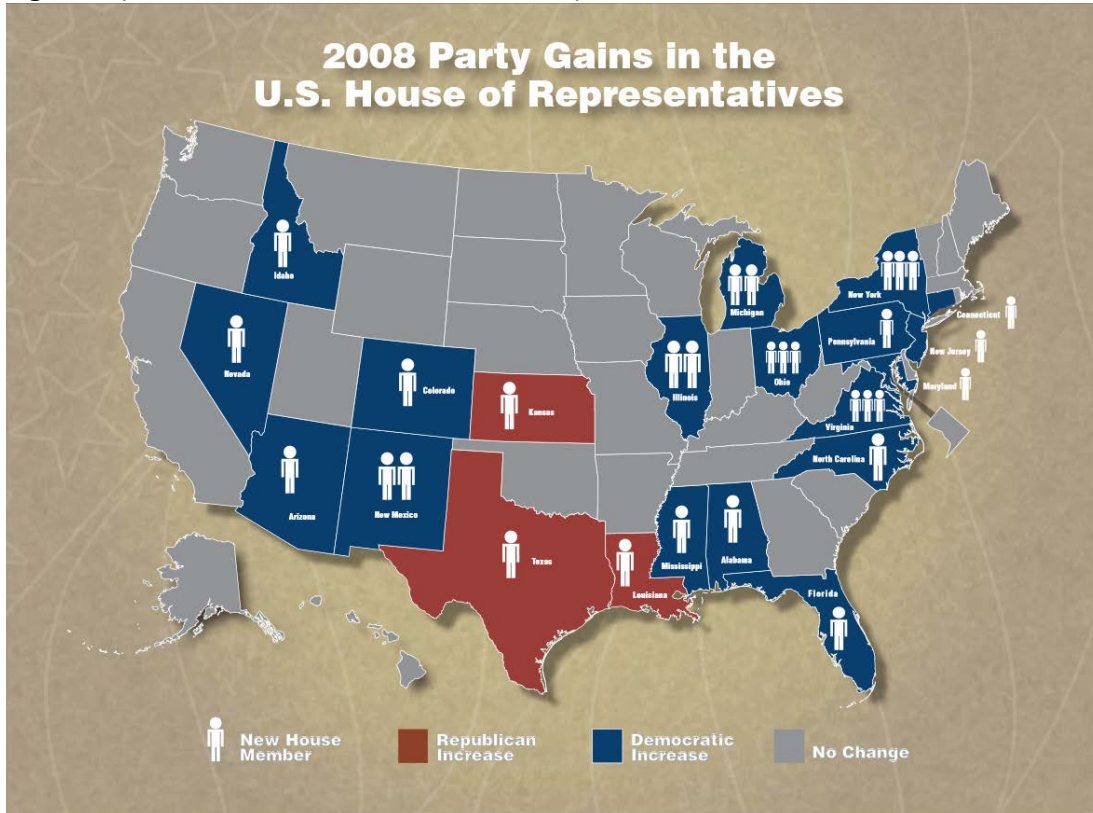 2008 Party Gains in the
U.S. House of Representatives
Idaho
Michigan
New York
Connecticut
Pennsylvania
New Jersey
Nevada
Colorado
Kansas
Illinois
Ohio
Maryland
Virginia
North Carolina
Arizona
New Mexico
Texas
Louisiana
Mississippi
Alabama
Florida
New House
Member
Republican
Increase
Democratic
Increase
No Change